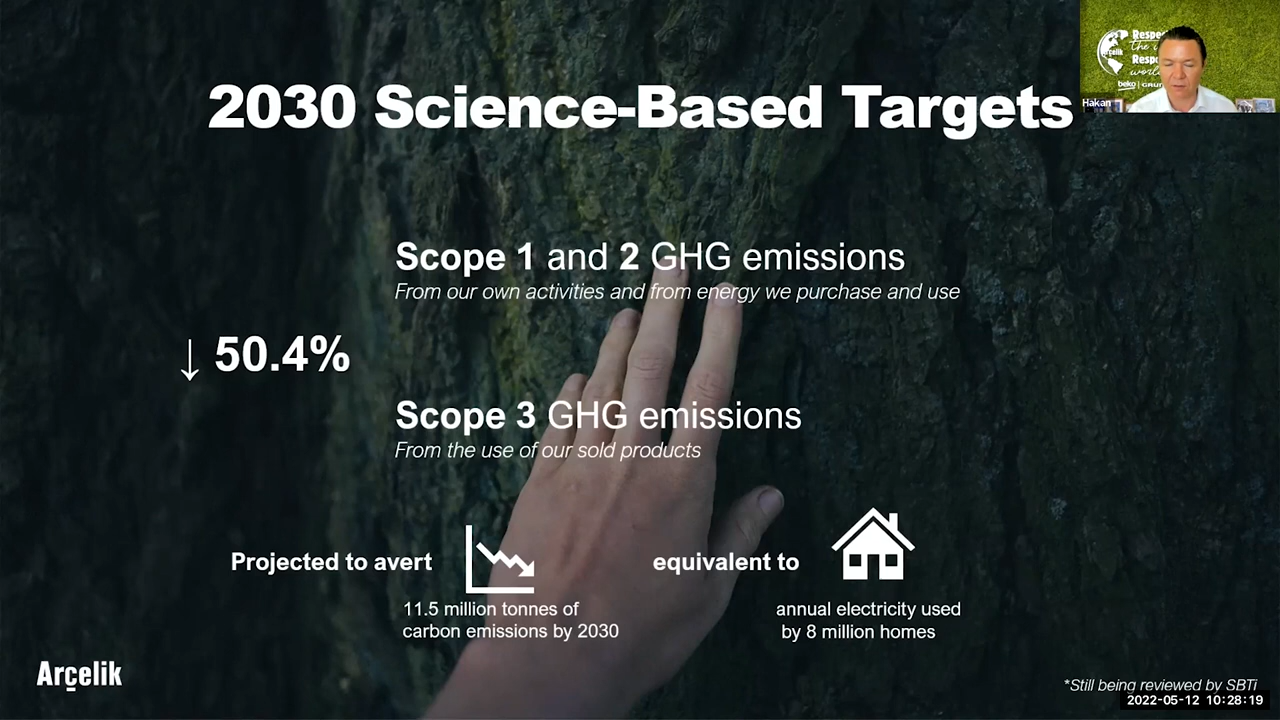 2030 Science-Based Targets
Scope 1 and 2 GHG emissions
From our own activities and from energy we purchase and use
↓ 50.4%
Scope 3 GHG emissions
From the use of our sold products
Projected to avert
11.5 million tonnes of
carbon emissions by 2030
equivalent to
annual electricity used
by 8 million homes
Arçelik
*Still being reviewed by SBTi
2022-05-12 10:28:19
Hakan
beko